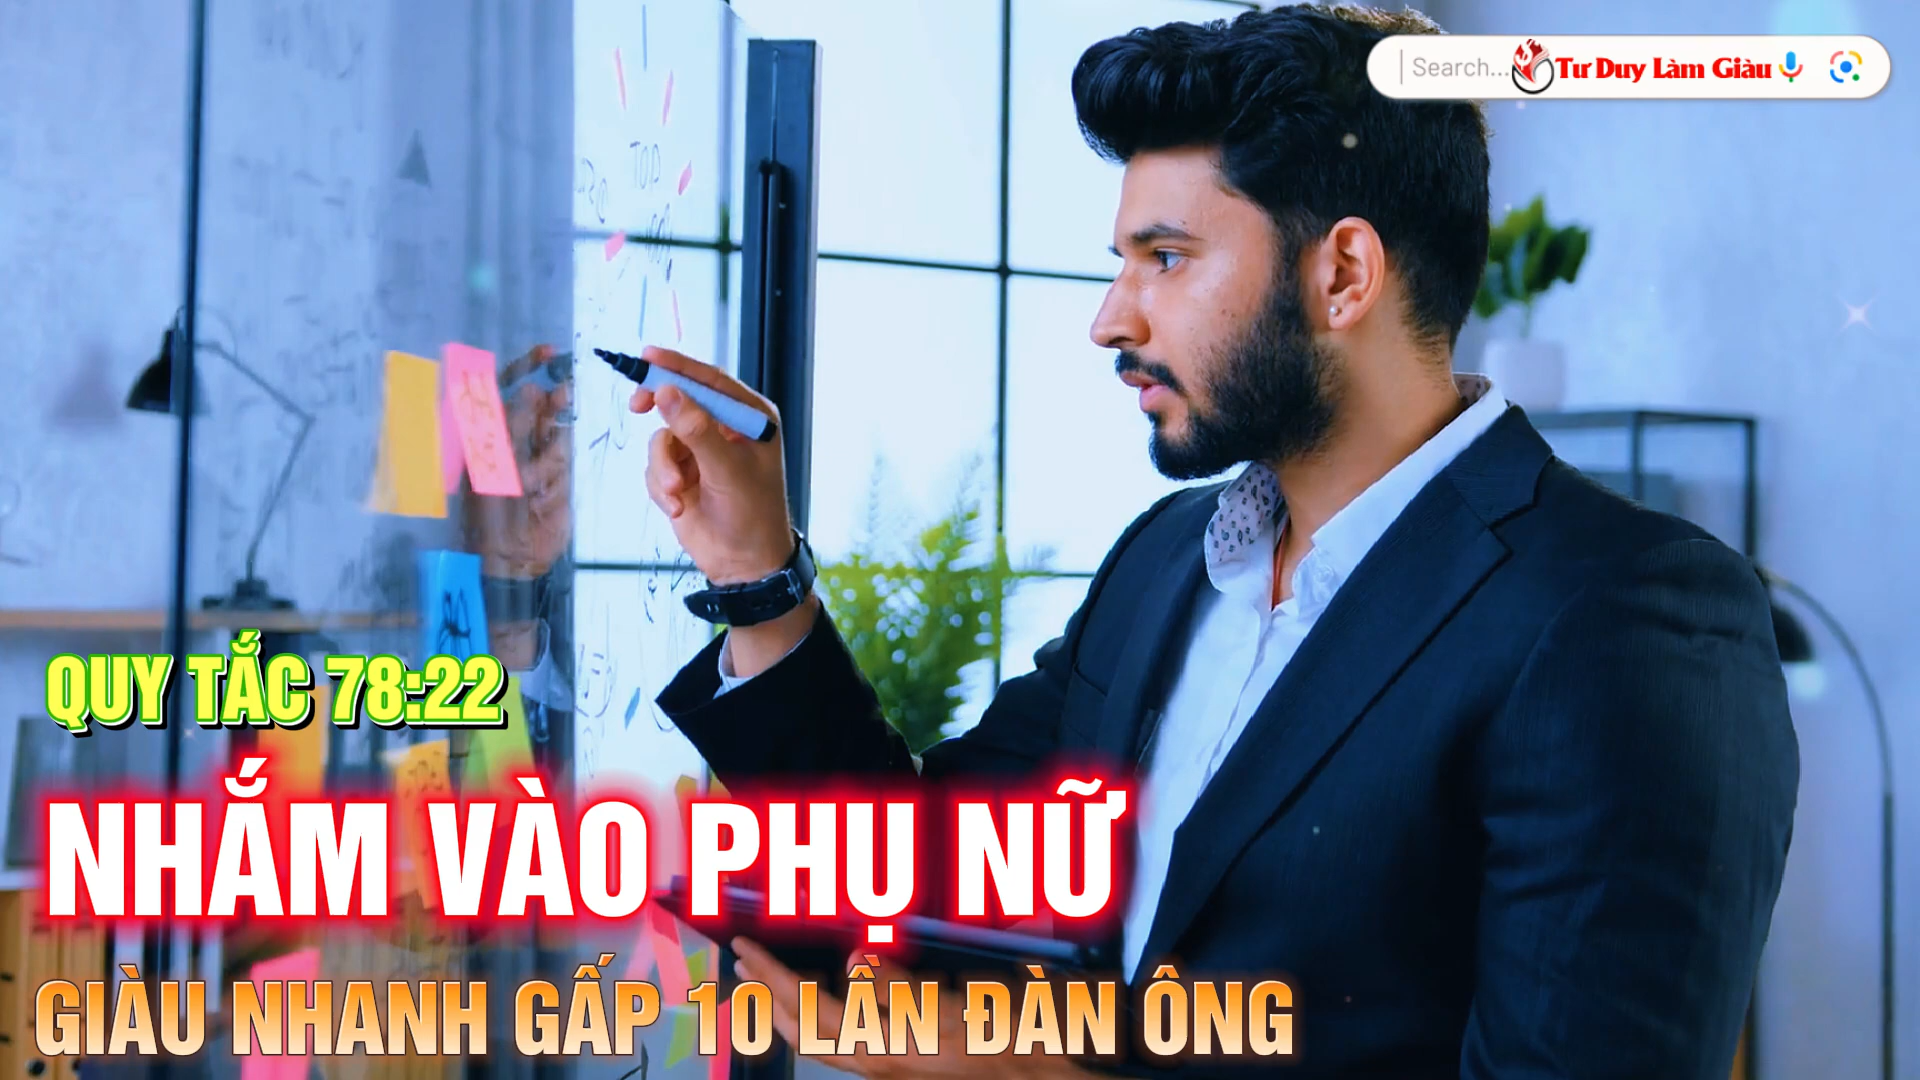 Search... Tư Duy Làm Giàu
QUY TẮC 78:22
NHẮM VÀO PHỤ NỮ
GIÀU NHANH GẤP 10 LẦN ĐÀN ÔNG